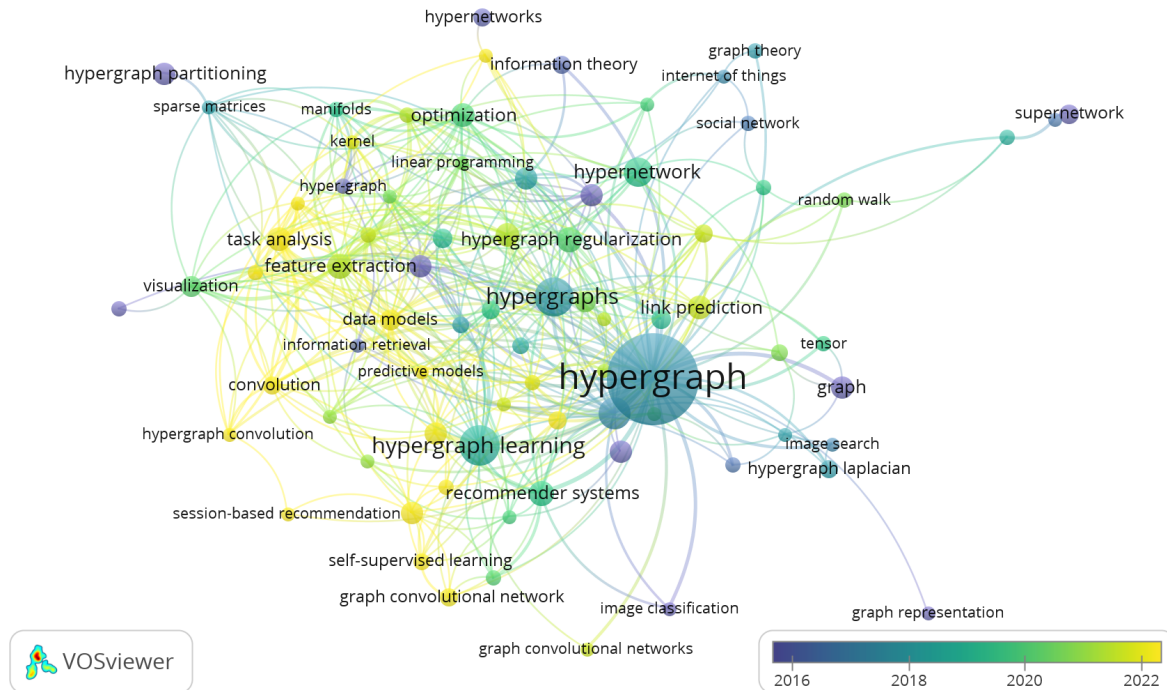 hypernetworks
graph theory
information theory
hypergraph partitioning
internet of things
sparse matrices
manifolds
optimization
supernetwork
social network
kernel
linear programming
hypernetwork
hyper-graph
random walk
task analysis
hypergraph regularization
feature extraction
visualization
hypergraphs
link prediction
data models
information retrieval
tensor
predictive models
hypergraph
convolution
graph
hypergraph convolution
hypergraph learning
image search
hypergraph laplacian
recommender systems
session-based recommendation
self-supervised learning
graph convolutional network
image classification
graph representation
graph convolutional networks
VOSviewer
2016 2018 2020 2022